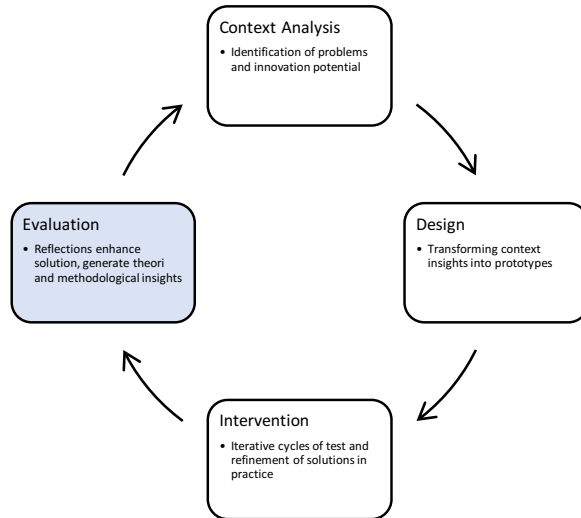 Context Analysis
• Identification of problems
and innovation potential
Evaluation
• Reflections enhance
solution, generate theori
and methodological insights
Design
• Transforming context
insights into prototypes
Intervention
• Iterative cycles of test and
refinement of solutions in
practice